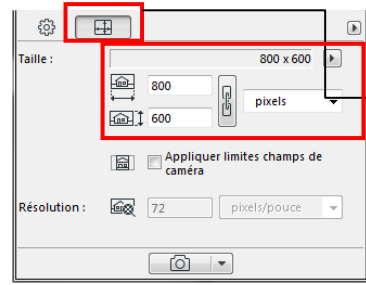 Taille :
800 x 600
800
pixels
600
Appliquer limites champs de
caméra
Résolution :
72
pixels/pouce